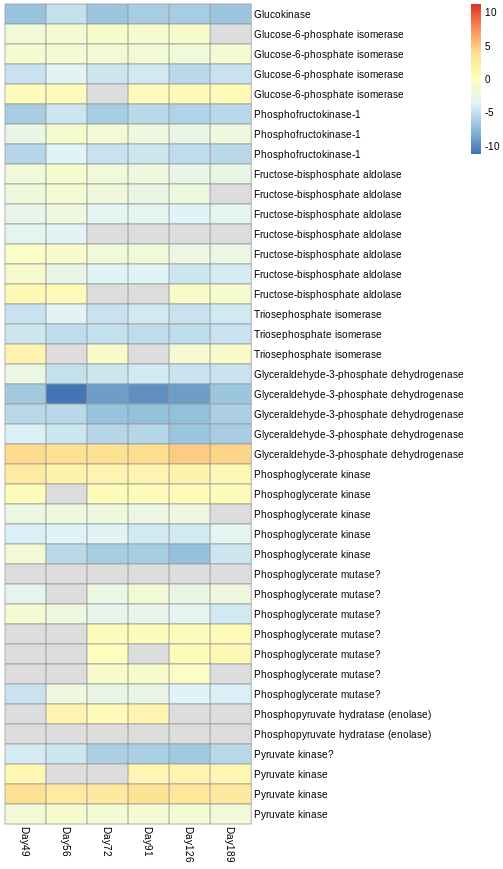 Glucokinase
Glucose-6-phosphate isomerase
Glucose-6-phosphate isomerase
Glucose-6-phosphate isomerase
Glucose-6-phosphate isomerase
Phosphofructokinase-1
Phosphofructokinase-1
Phosphofructokinase-1
Fructose-bisphosphate aldolase
Fructose-bisphosphate aldolase
Fructose-bisphosphate aldolase
Fructose-bisphosphate aldolase
Fructose-bisphosphate aldolase
Fructose-bisphosphate aldolase
Fructose-bisphosphate aldolase
Triosephosphate isomerase
Triosephosphate isomerase
Triosephosphate isomerase
Glyceraldehyde-3-phosphate dehydrogenase
Glyceraldehyde-3-phosphate dehydrogenase
Glyceraldehyde-3-phosphate dehydrogenase
Glyceraldehyde-3-phosphate dehydrogenase
Glyceraldehyde-3-phosphate dehydrogenase
Phosphoglycerate kinase
Phosphoglycerate kinase
Phosphoglycerate kinase
Phosphoglycerate kinase
Phosphoglycerate kinase
Phosphoglycerate mutase?
Phosphoglycerate mutase?
Phosphoglycerate mutase?
Phosphoglycerate mutase?
Phosphoglycerate mutase?
Phosphoglycerate mutase?
Phosphoglycerate mutase?
Phosphopyruvate hydratase (enolase)
Phosphopyruvate hydratase (enolase)
Pyruvate kinase?
Pyruvate kinase
Pyruvate kinase
Pyruvate kinase
Day49
Day56
Day72
Day91
Day126
Day189
10
5
0
-5
-10